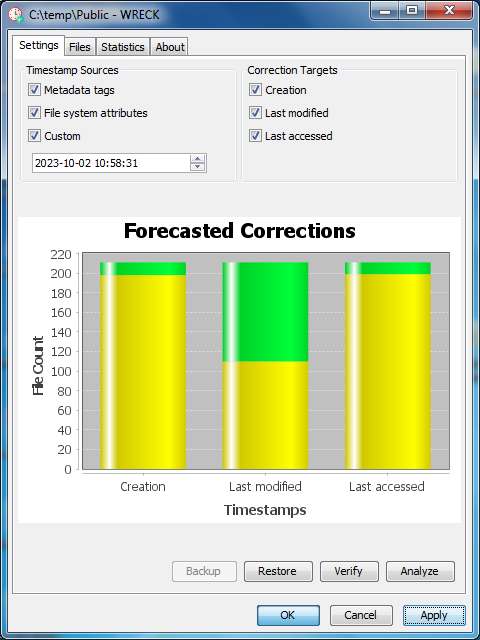 C:\temp\Public - WRECK
Settings Files Statistics About
Timestamp Sources
Metadata tags
File system attributes
Custom
2023-10-02 10:58:31
Correction Targets
Creation
Last modified
Last accessed
Forecasted Corrections
File Count
220
200
180
160
140
120
100
80
60
40
20
0
Creation Last modified Last accessed
Timestamps
Backup Restore Verify Analyze
OK Cancel Apply